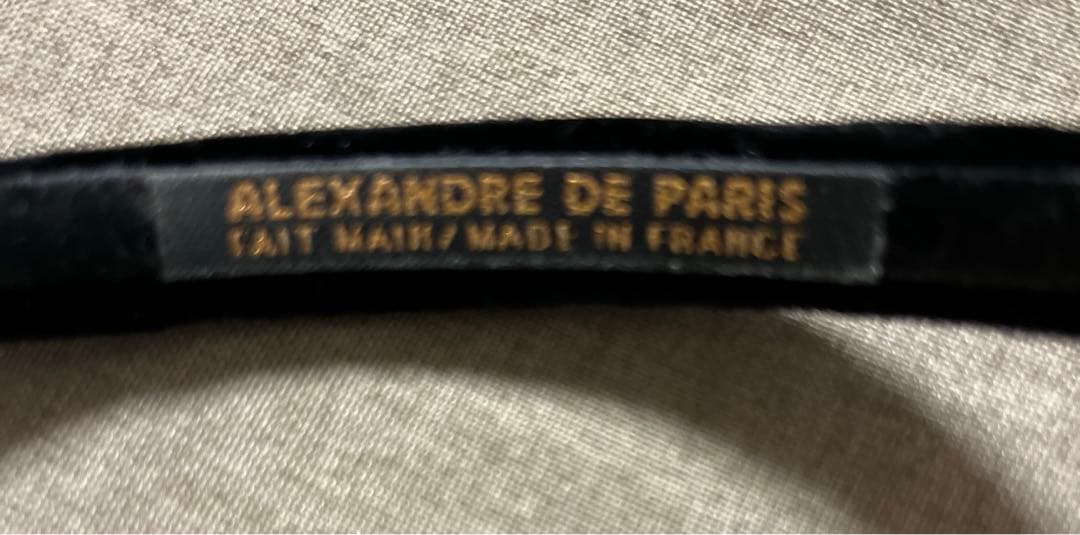 ALEXANDRE DE PARIS
FAIT MAIN/MADE IN FRANCE